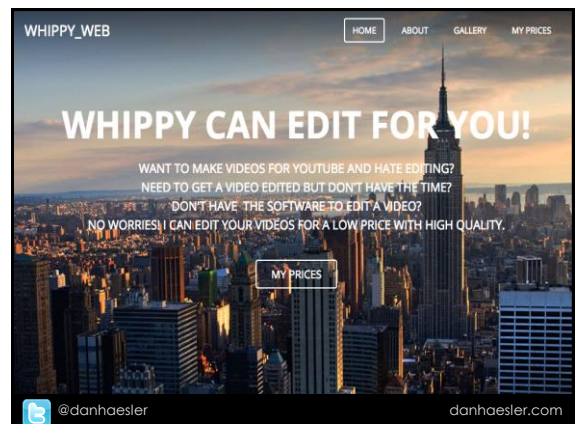 WHIPPY_WEB
HOME ABOUT GALLERY MY PRICES
WHIPPY CAN EDIT FOR YOU!
WANT TO MAKE VIDEOS FOR YOUTUBE AND HATE EDITING?
NEED TO GET A VIDEO EDITED BUT DON'T HAVE THE TIME?
DON'T HAVE THE SOFTWARE TO EDIT A VIDEO?
NO WORRIES! I CAN EDIT YOUR VIDEOS FOR A LOW PRICE WITH HIGH QUALITY.
MY PRICES
@danhaesler danhaesler.com